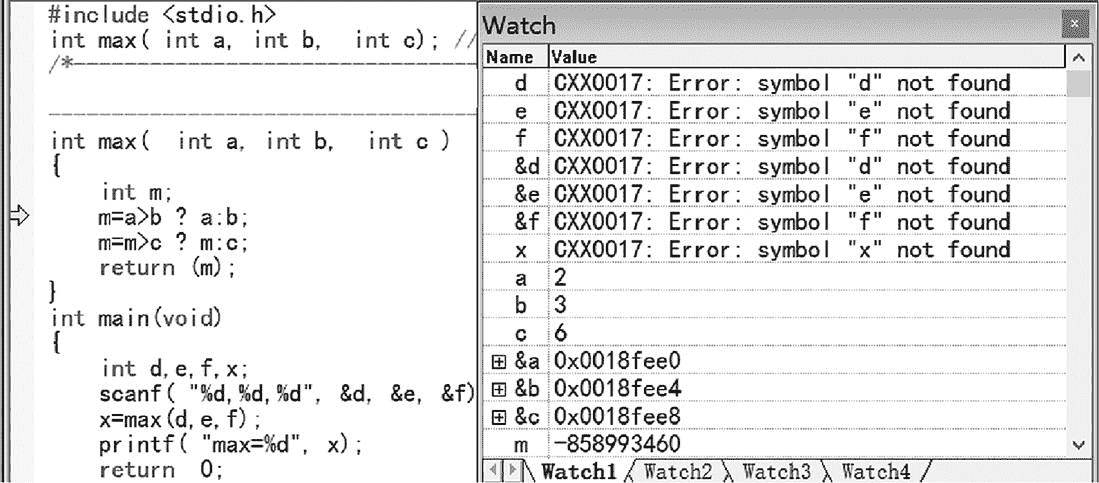 #include <stdio.h>
int max( int a, int b,  int c); //
/*----------------------------------
----------------------------------
int max(  int a, int b,  int c )
{
int m;
m=a>b ? a:b;
m=m>c ? m:c;
return (m);
}
int main(void)
{
int d,e,f,x;
scanf( "%d,%d,%d", &d, &e, &f)
x=max(d,e,f);
printf( "max=%d", x);
return  0;
Watch
Name Value
d CXX0017: Error: symbol "d" not found
e CXX0017: Error: symbol "e" not found
f CXX0017: Error: symbol "f" not found
&d CXX0017: Error: symbol "d" not found
&e CXX0017: Error: symbol "e" not found
&f CXX0017: Error: symbol "f" not found
x CXX0017: Error: symbol "x" not found
a 2
b 3
c 6
&a 0x0018fee0
&b 0x0018fee4
&c 0x0018fee8
m -858993460
Watch1 Watch2 Watch3 Watch4